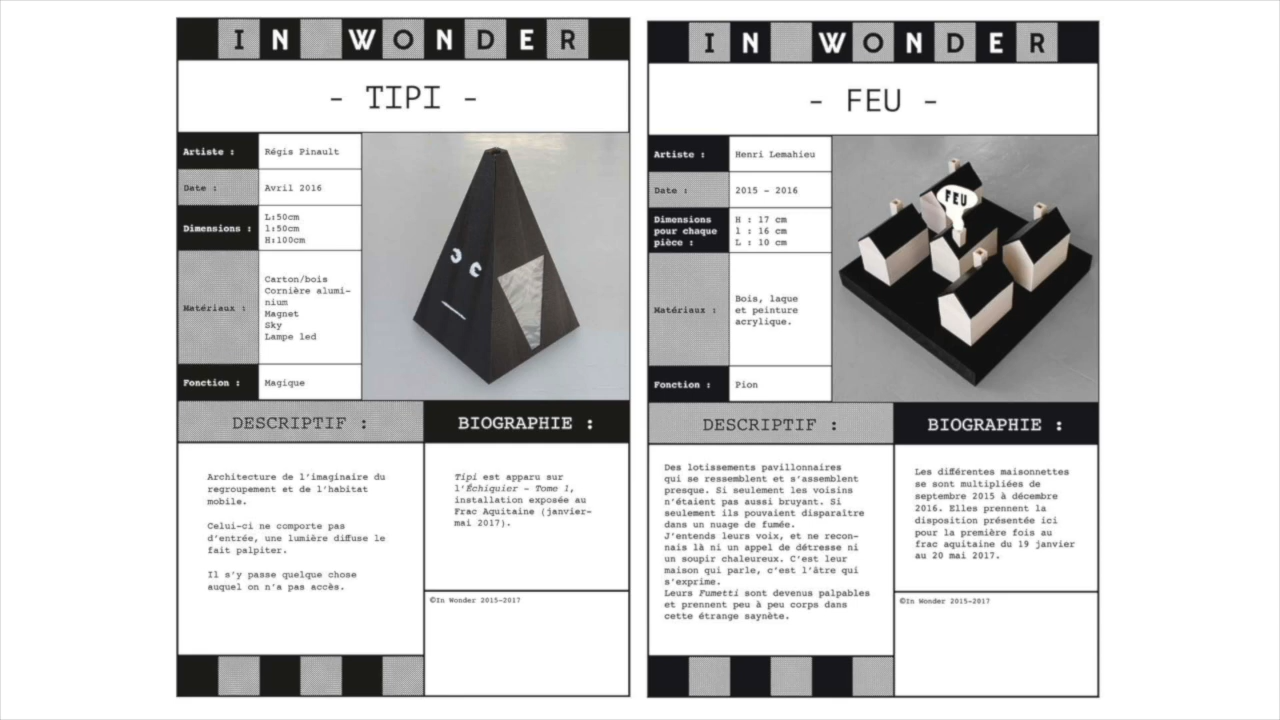 IN WONDER
- TIPI -
Artiste :
Régis Pinault
Date :
Avril 2016
Dimensions :
L:50cm
l:50cm
H:100cm
Matériaux :
Carton/bois
Cornière alumi-
nium
Magnet
Sky
Lampe led
Fonction :
Magique
DESCRIPTIF :
Architecture de l'imaginaire du
regroupement et de l'habitat
mobile.
Celui-ci ne comporte pas
d'entrée, une lumière diffuse le
fait palpiter.
Il s'y passe quelque chose
auquel on n'a pas accès.
BIOGRAPHIE :
Tipi est apparu sur
l'Échiquier - Tome 1,
installation exposée au
Frac Aquitaine (janvier-
mai 2017).
©In Wonder 2015-2017
IN WONDER
- FEU -
Artiste :
Henri Lemahieu
Date :
2015 - 2016
Dimensions
pour chaque
pièce :
H : 17 cm
l : 16 cm
L : 10 cm
Matériaux :
Bois, laque
et peinture
acrylique.
Fonction :
Pion
FEU
DESCRIPTIF :
Des lotissements pavillonnaires
qui se ressemblent et s'assemblent
presque. Si seulement les voisins
n'étaient pas aussi bruyant. Si
seulement ils pouvaient disparaître
dans un nuage de fumée.
J'entends leurs voix, et ne recon-
nais là ni un appel de détresse ni
un soupir chaleureux. C'est leur
maison qui parle, c'est l'âtre qui
s'exprime.
Leurs Fumetti sont devenus palpables
et prennent peu à peu corps dans
cette étrange saynète.
BIOGRAPHIE :
Les différentes maisonnettes
se sont multipliées de
septembre 2015 à décembre
2016. Elles prennent la
disposition présentée ici
pour la première fois au
frac aquitaine du 19 janvier
au 20 mai 2017.
©In Wonder 2015-2017